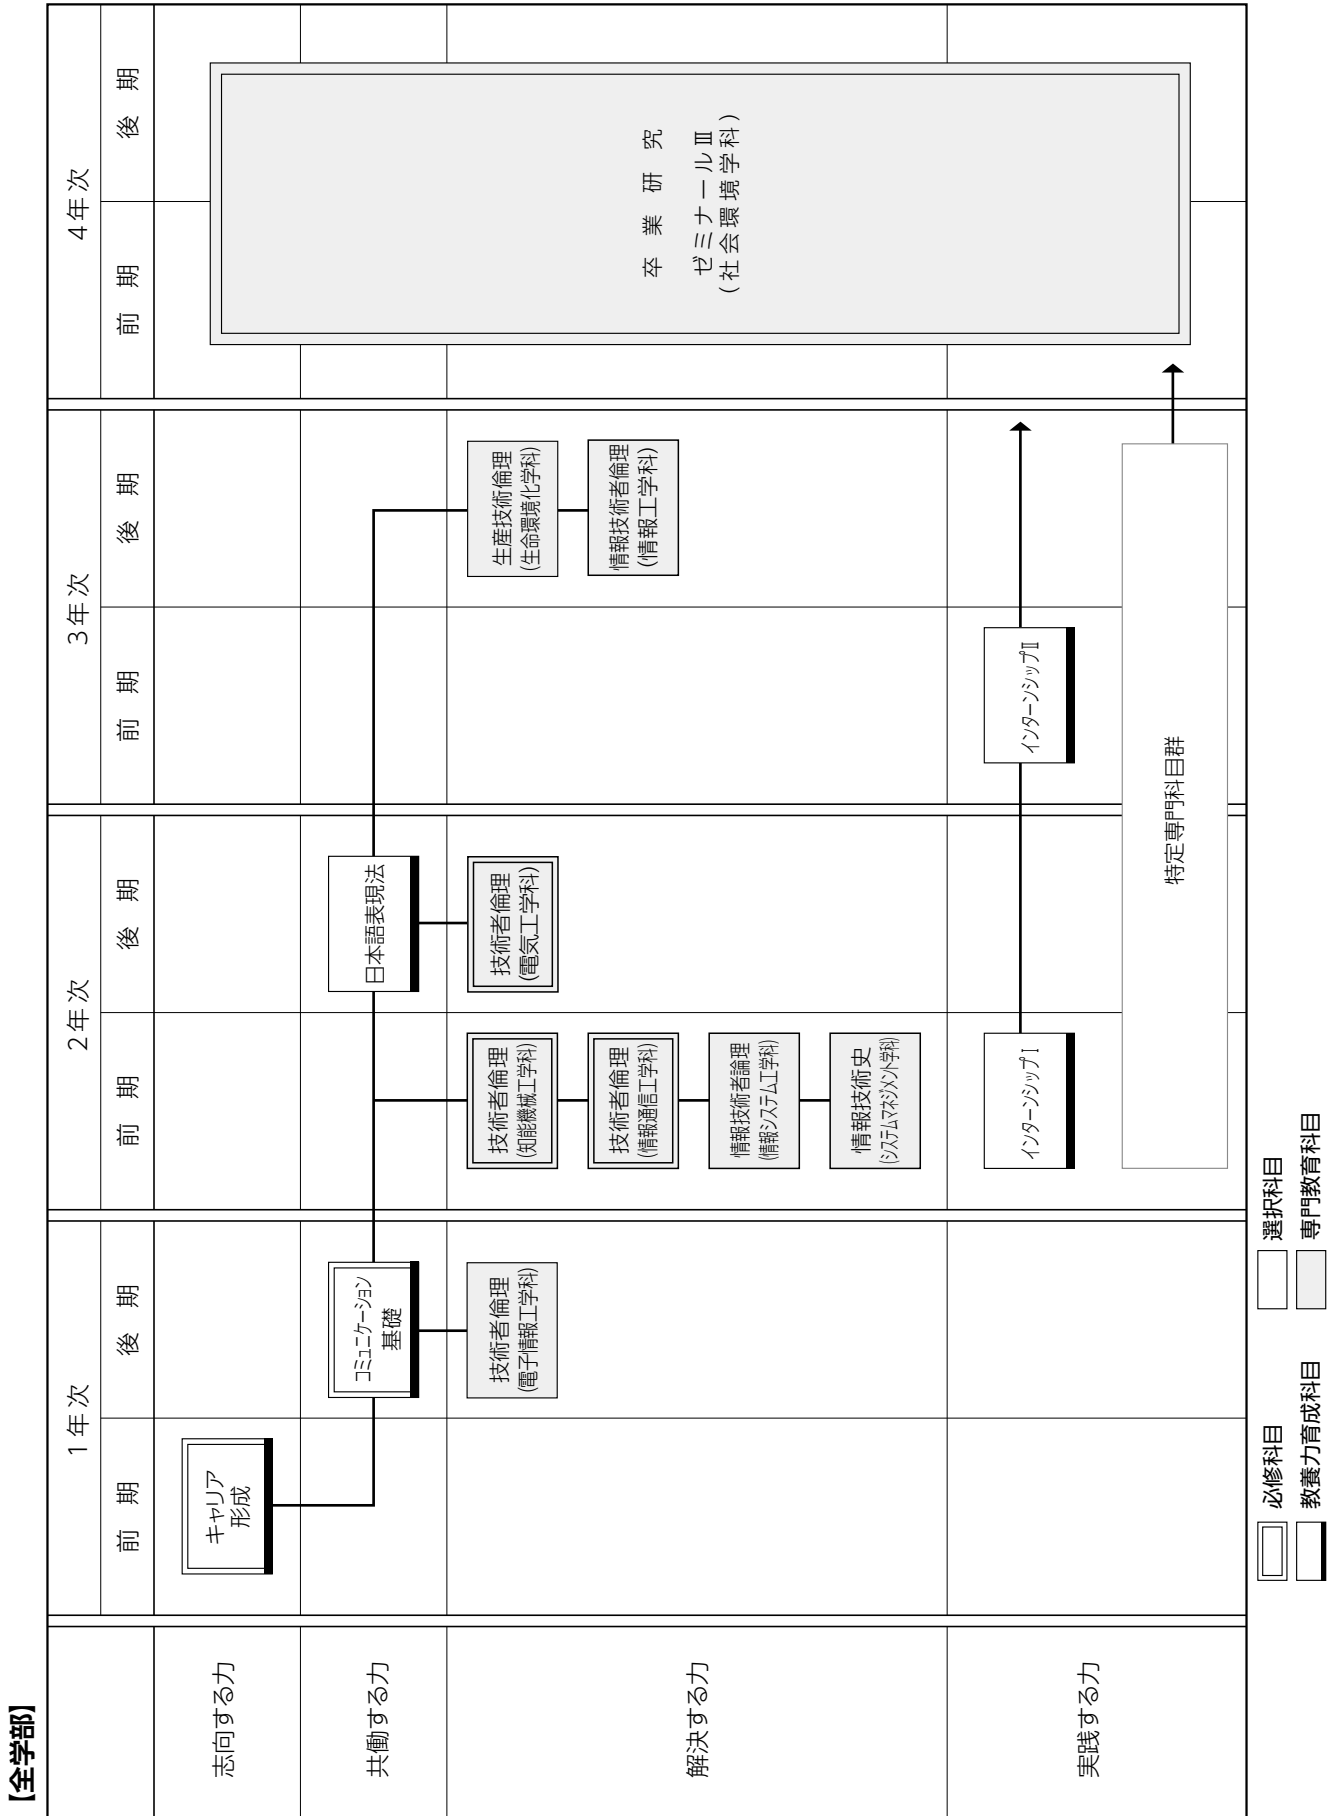 【全学部】
1年次
2年次
3年次
4年次
前期
後期
前期
後期
前期
後期
前期
後期
志向する力
キャリア
形成
共働する力
コミュニケーション
基礎
日本語表現法
解決する力
技術者倫理
(電子情報工学科)
技術者倫理
(知能機械工学科)
技術者倫理
(情報通信工学科)
情報技術者論理
(情報システム工学科)
情報技術史
(システムマネジメント学科)
技術者倫理
(電気工学科)
生産技術倫理
(生命環境化学科)
情報技術者倫理
(情報工学科)
実践する力
インターンシップⅠ
インターンシップⅡ
特定専門科目群
卒業研究
ゼミナールⅢ
(社会環境学科)
必修科目
選択科目
教養力育成科目
専門教育科目